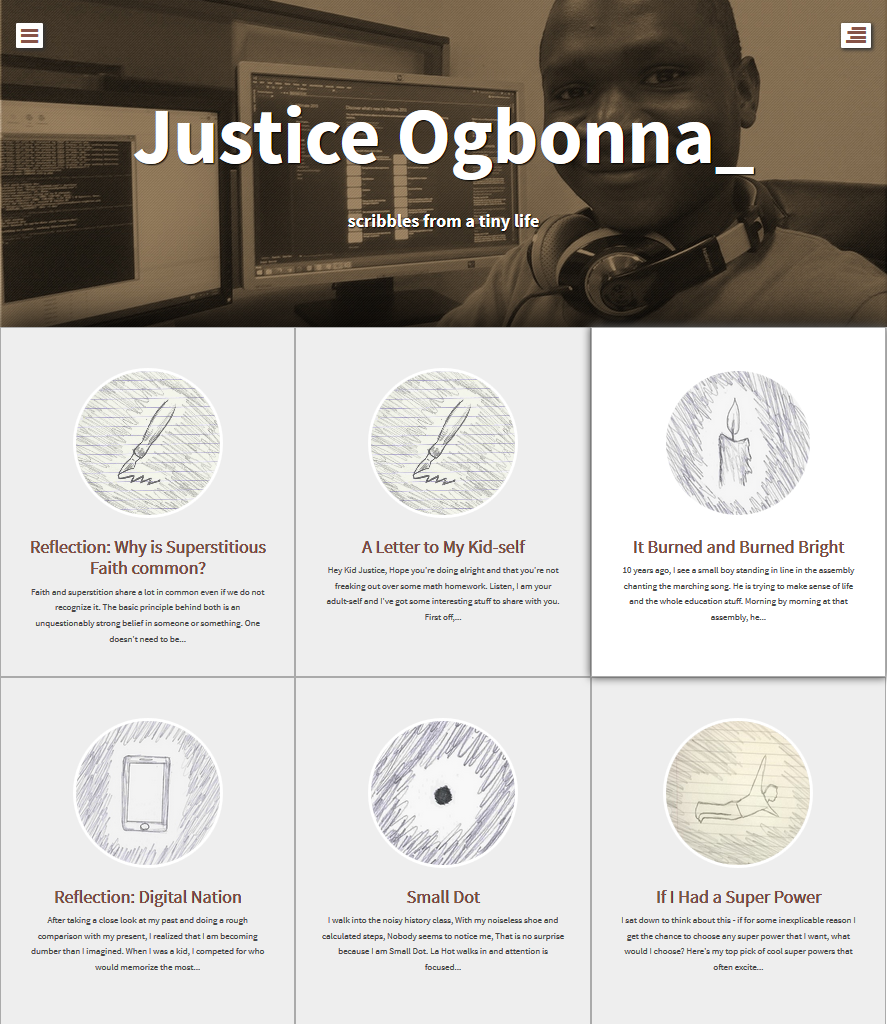 Justice Ogbonna_
scribbles from a tiny life
Reflection: Why is Superstitious
Faith common?
Faith and superstition share a lot in common even if we do not
recognize it. The basic principle behind both is an
unquestionably strong belief in someone or something. One
doesn't need to be...
A Letter to My Kid-self
Hey Kid Justice, Hope you're doing alright and that you're not
freaking out over some math homework. Listen, I am your
adult-self and I've got some interesting stuff to share with you.
First off,...
It Burned and Burned Bright
10 years ago, I see a small boy standing in line in the assembly
chanting the marching song. He is trying to make sense of life
and the whole education stuff. Morning by morning at that
assembly, he...
Reflection: Digital Nation
After taking a close look at my past and doing a rough
comparison with my present, I realized that I am becoming
dumber than I imagined. When I was a kid, I competed for who
would memorize the most...
Small Dot
I walk into the noisy history class, With my noiseless shoe and
calculated steps, Nobody seems to notice me, That is no surprise
because I am Small Dot. La Hot walks in and attention is
focused...
If I Had a Super Power
I sat down to think about this - if for some inexplicable reason I
get the chance to choose any super power that I want, what
would I choose? Here's my top pick of cool super powers that
often excite...